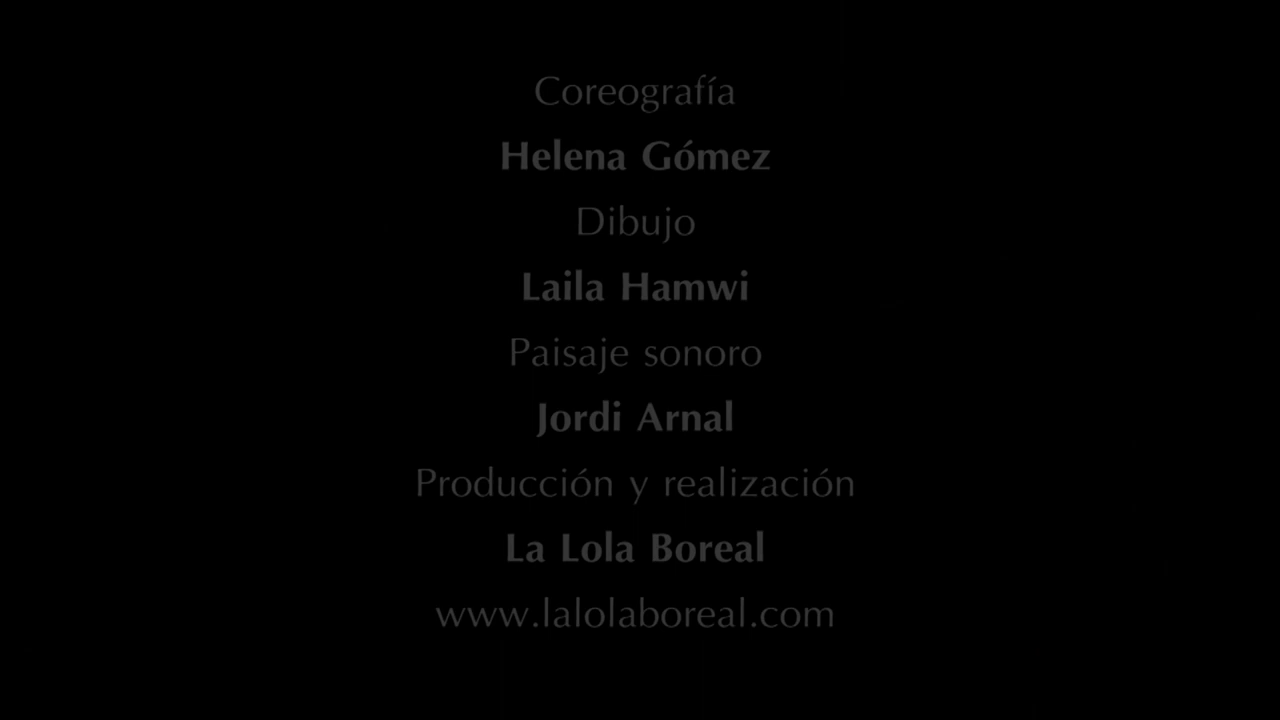 Coreografía
Helena Gómez
Dibujo
Laila Hamwi
Paisaje sonoro
Jordi Arnal
Producción y realización
La Lola Boreal
www.lalolaboreal.com